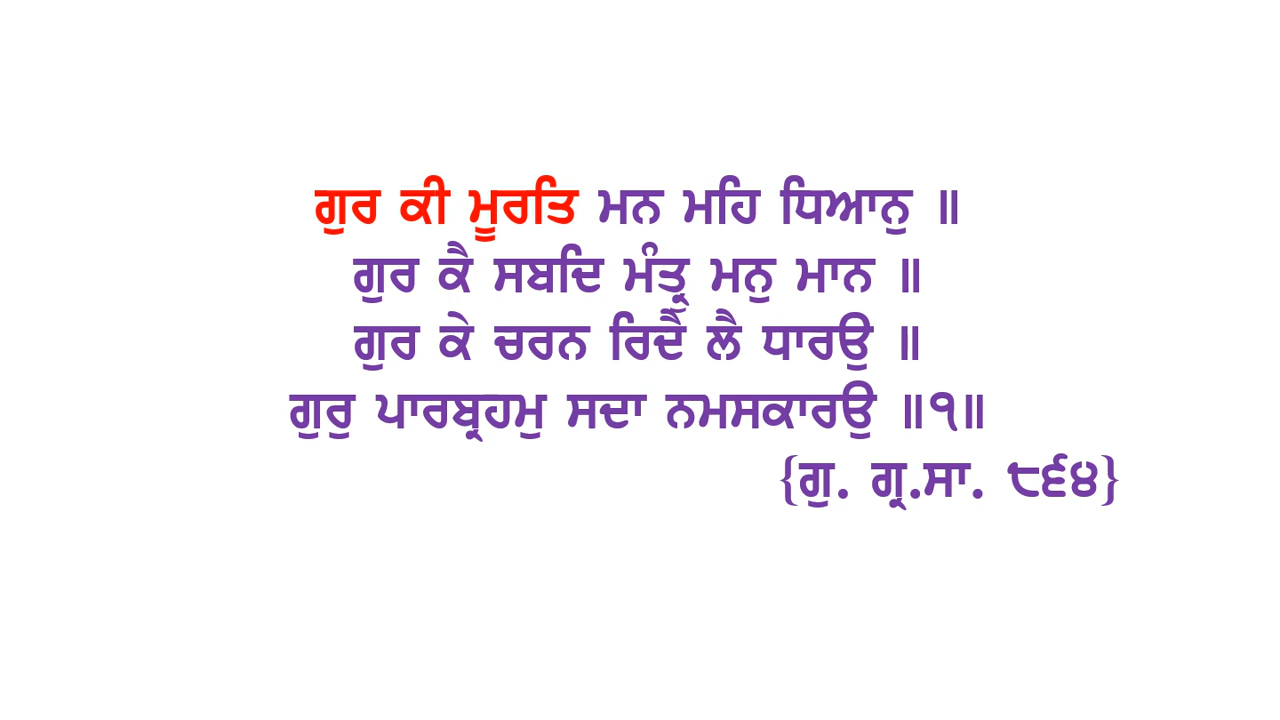 ਗੁਰ ਕੀ ਮੂਰਤਿ ਮਨ ਮਹਿ ਧਿਆਨੁ ॥
ਗੁਰ ਕੈ ਸਬਦਿ ਮੰਤ੍ਰੁ ਮਨੁ ਮਾਨ ॥
ਗੁਰ ਕੇ ਚਰਨ ਰਿਦੈ ਲੈ ਧਾਰਉ ॥
ਗੁਰੁ ਪਾਰਬ੍ਰਹਮੁ ਸਦਾ ਨਮਸਕਾਰਉ ॥੧॥
{ਗੁ. ਗ੍ਰ.ਸਾ. ੮੬੪}